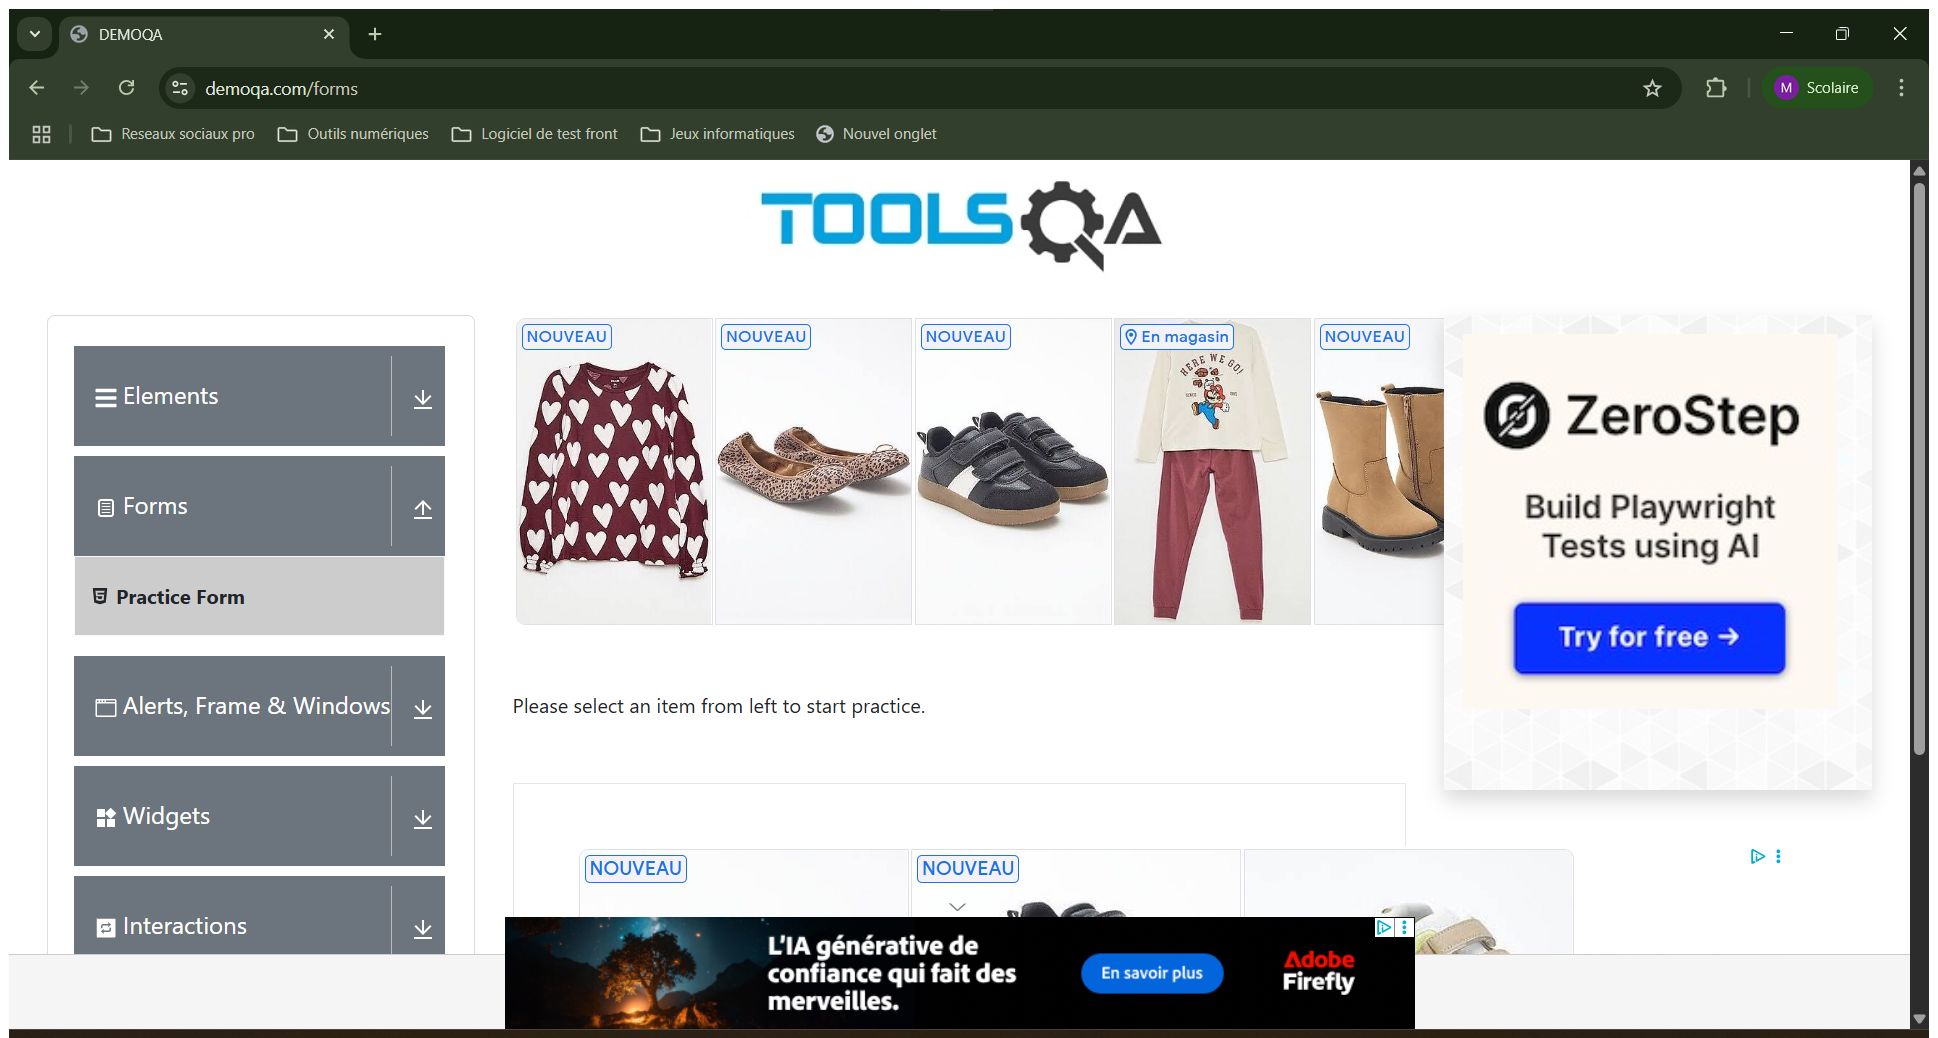 DEMOQA
demoqa.com/forms
M
Scolaire
Reseaux sociaux pro
Outils numériques
Logiciel de test front
Jeux informatiques
Nouvel onglet
TOOLSQA
Elements
Forms
Practice Form
Alerts, Frame & Windows
Widgets
Interactions
NOUVEAU
NOUVEAU
NOUVEAU
En magasin
NOUVEAU
HERE WE GO!
ZeroStep
Build Playwright
Tests using AI
Try for free →
Please select an item from left to start practice.
NOUVEAU
NOUVEAU
L'IA générative de
confiance qui fait des
merveilles.
En savoir plus
Adobe
Firefly